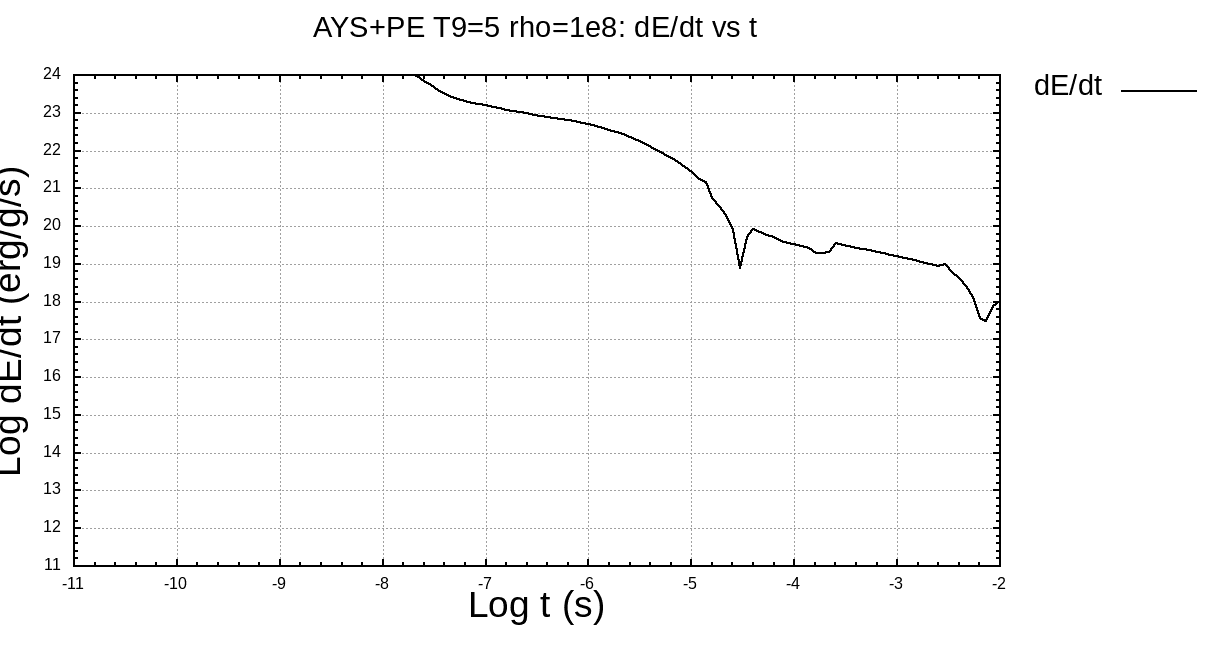 AYS+PE T9=5 rho=1e8: dE/dt vs t
dE/dt
Log dE/dt (erg/g/s)
24
23
22
21
20
19
18
17
16
15
14
13
12
11
-11 -10 -9 -8 -7 -6 -5 -4 -3 -2
Log t (s)